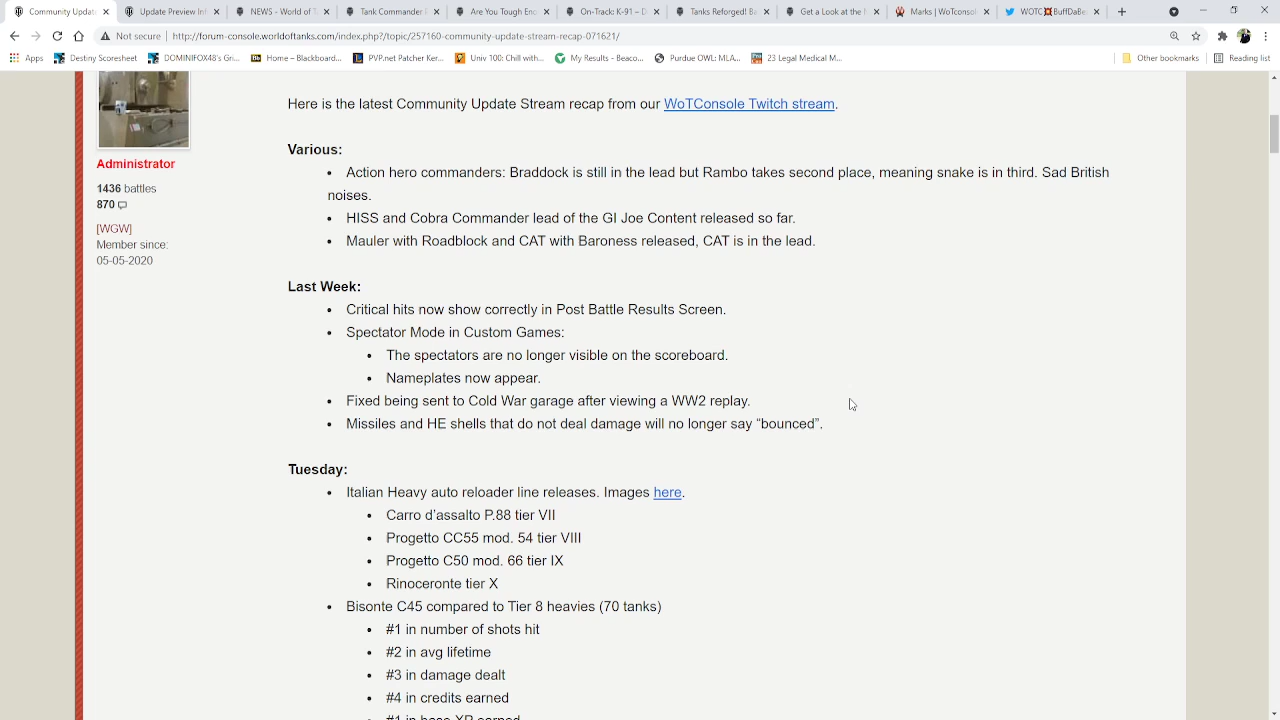 Community Update
Update Preview Inf
NEWS - World of T
Tank Commander
Are You Tough Eno
On-Track: K-91 –
Tanks Reforged! Ba
Get a Look at the
Marks | WoTconsol
WOTC💥BuffDaBe
Not secure
http://forum-console.worldoftanks.com/index.php?/topic/257160-community-update-stream-recap-071621/
Apps
Destiny Scoresheet
DOMINIFOX48's Gri...
Home – Blackboard...
PVP.net Patcher Ker...
Univ 100: Chill with...
My Results - Beaco...
Purdue OWL: MLA...
23 Legal Medical M...
Other bookmarks
Reading list
Administrator
1436 battles
870
[WGW]
Member since:
05-05-2020
Here is the latest Community Update Stream recap from our WoTConsole Twitch stream.
Various:
• Action hero commanders: Braddock is still in the lead but Rambo takes second place, meaning snake is in third. Sad British
noises.
• HISS and Cobra Commander lead of the GI Joe Content released so far.
• Mauler with Roadblock and CAT with Baroness released, CAT is in the lead.
Last Week:
• Critical hits now show correctly in Post Battle Results Screen.
• Spectator Mode in Custom Games:
• The spectators are no longer visible on the scoreboard.
• Nameplates now appear.
• Fixed being sent to Cold War garage after viewing a WW2 replay.
• Missiles and HE shells that do not deal damage will no longer say “bounced”.
Tuesday:
• Italian Heavy auto reloader line releases. Images here.
• Carro d’assalto P.88 tier VII
• Progetto CC55 mod. 54 tier VIII
• Progetto C50 mod. 66 tier IX
• Rinoceronte tier X
• Bisonte C45 compared to Tier 8 heavies (70 tanks)
• #1 in number of shots hit
• #2 in avg lifetime
• #3 in damage dealt
• #4 in credits earned
• #1 in base XP earned